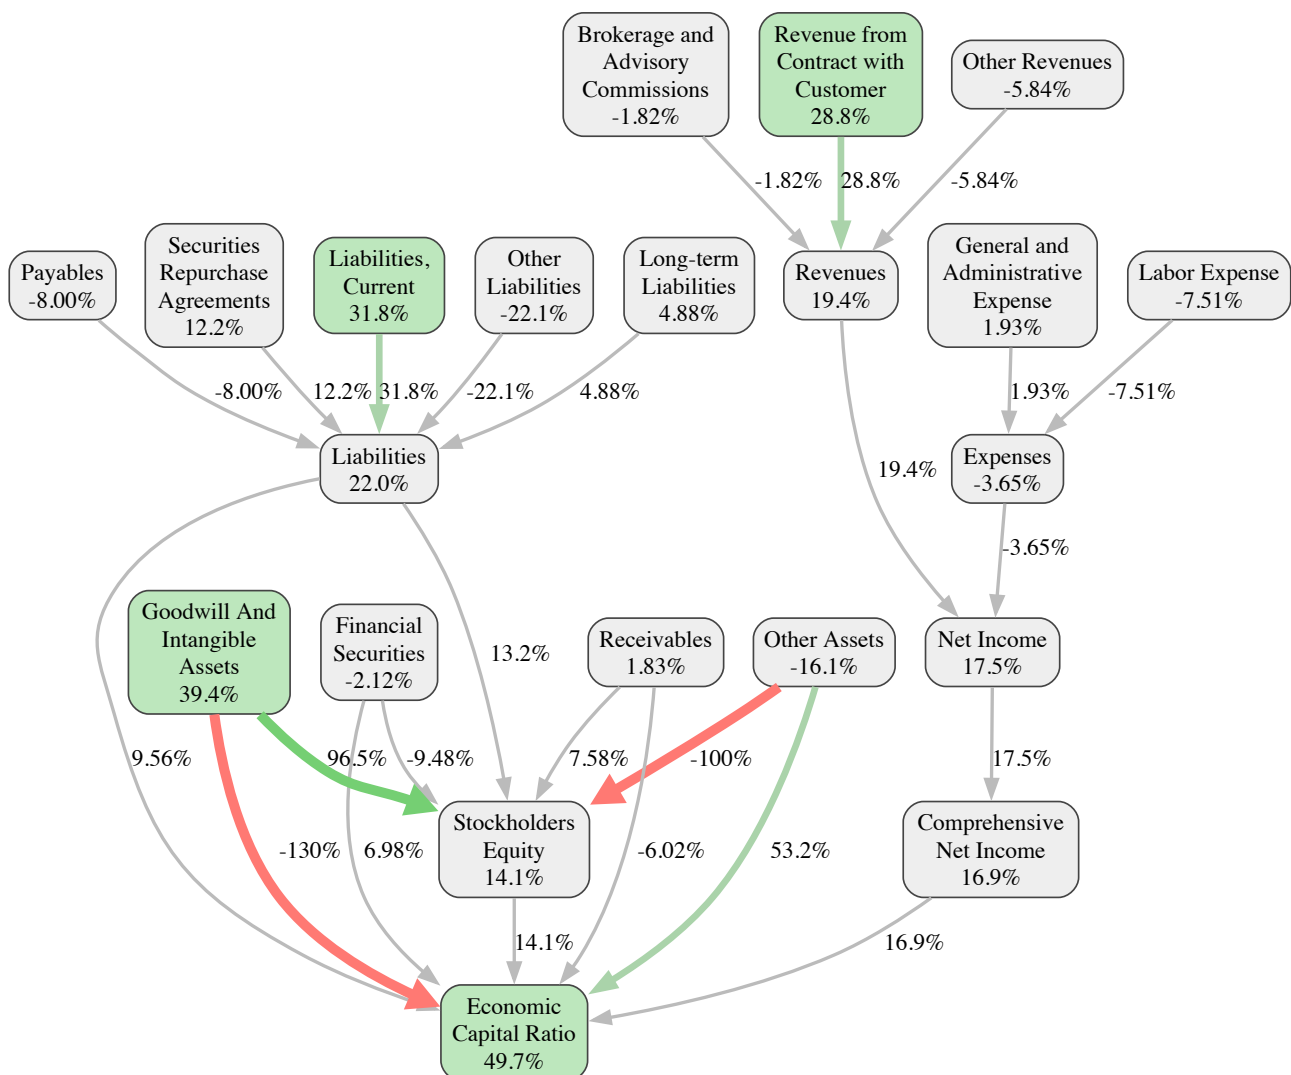 Brokerage and
Advisory
Commissions
-1.82%
Revenue from
Contract with
Customer
28.8%
Other Revenues
-5.84%
-1.82%
28.8%
-5.84%
Payables
-8.00%
Securities
Repurchase
Agreements
12.2%
Liabilities,
Current
31.8%
Other
Liabilities
-22.1%
Long-term
Liabilities
4.88%
Revenues
19.4%
General and
Administrative
Expense
1.93%
Labor Expense
-7.51%
-8.00%
12.2%
31.8%
-22.1%
4.88%
1.93%
-7.51%
Liabilities
22.0%
19.4%
Expenses
-3.65%
-3.65%
Goodwill And
Intangible
Assets
39.4%
Financial
Securities
-2.12%
13.2%
Receivables
1.83%
Other Assets
-16.1%
Net Income
17.5%
9.56%
96.5%
-9.48%
7.58%
-100%
17.5%
-130%
6.98%
Stockholders
Equity
14.1%
-6.02%
53.2%
Comprehensive
Net Income
16.9%
14.1%
16.9%
Economic
Capital Ratio
49.7%